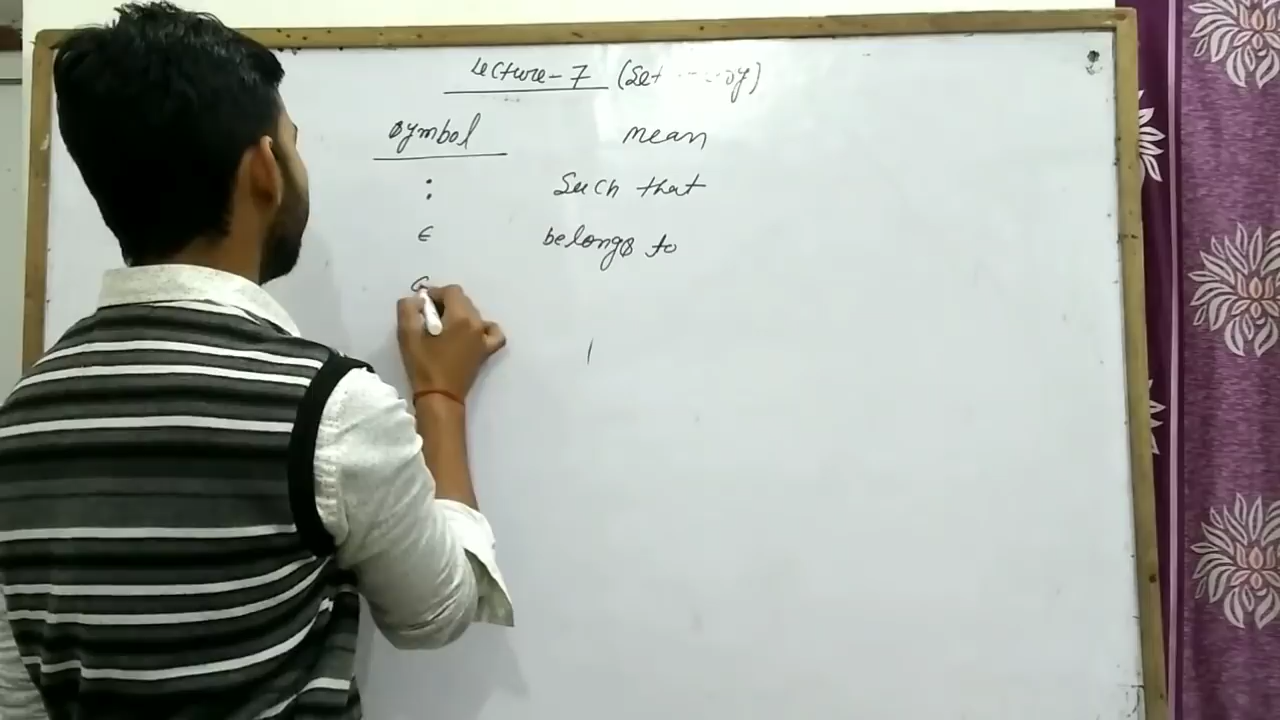 Lecture-7 (Set
Symbol mean
: Such that
∈ belongs to